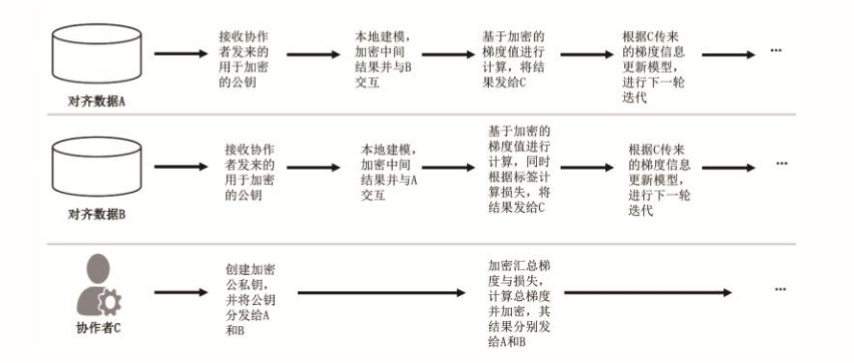 接收协作
者发来的
用于加密
的公钥
本地建模，
加密中间
结果并与B
交互
基于加密的
梯度值进行
计算，将结
果发给C
根据C传来
的梯度信息
更新模型，
进行下一轮
迭代
...
对齐数据A
接收协作
者发来的
用于加密
的公钥
本地建模，
加密中间
结果并与A
交互
基于加密的
梯度值进行
计算，同时
根据标签计
算损失，将
结果发给C
根据C传来
的梯度信息
更新模型，
进行下一轮
迭代
...
对齐数据B
创建加密
公私钥，
并将公钥
分发给A
和B
加密汇总梯
度与损失，
计算总梯度
并加密，其
结果分别发
给A和B
...
协作者C